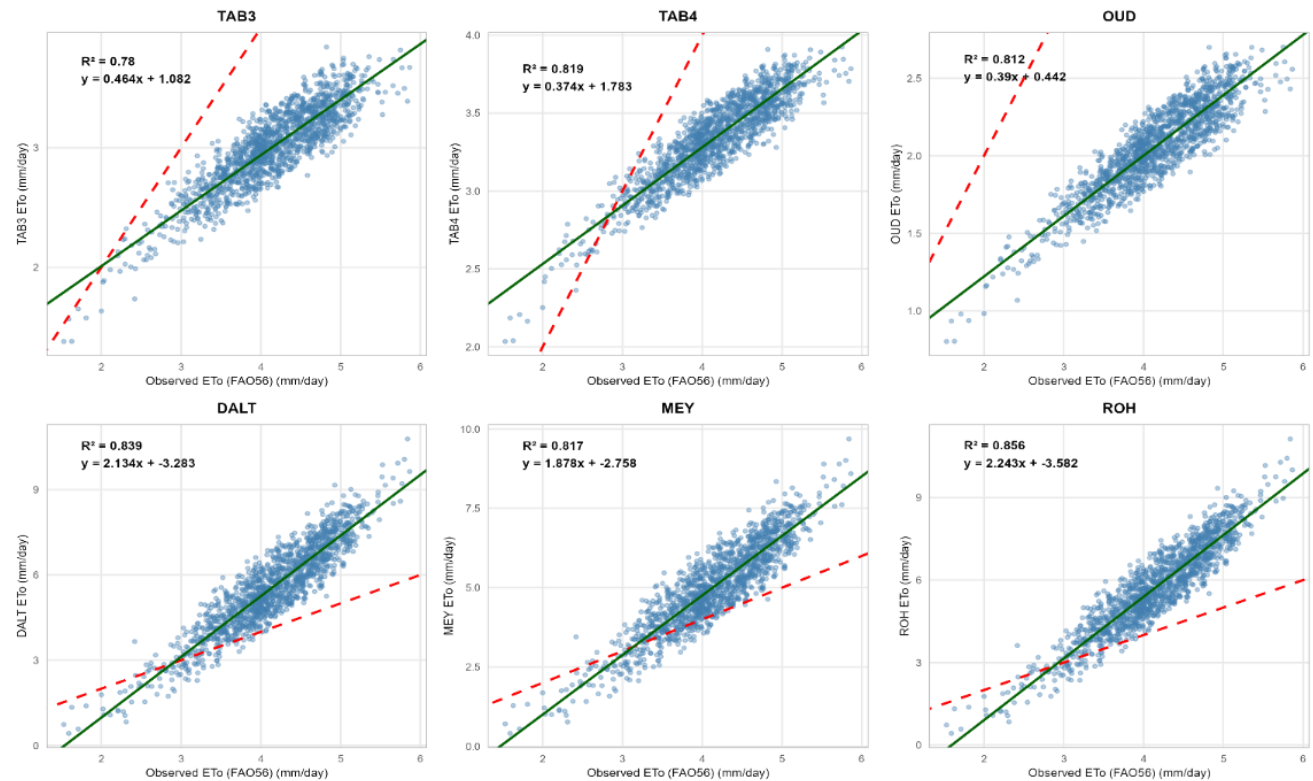 TAB3
R² = 0.78
y = 0.464x + 1.082
TAB3 ETo (mm/day)
3
2
2
3
4
5
6
Observed ETo (FAO56) (mm/day)
TAB4
R² = 0.819
y = 0.374x + 1.783
TAB4 ETo (mm/day)
4.0
3.5
3.0
2.5
2.0
2
3
4
5
6
Observed ETo (FAO56) (mm/day)
OUD
R² = 0.812
y = 0.39x + 0.442
OUD ETo (mm/day)
2.5
2.0
1.5
1.0
2
3
4
5
6
Observed ETo (FAO56) (mm/day)
DALT
R² = 0.839
y = 2.134x + -3.283
DALT ETo (mm/day)
9
6
3
0
2
3
4
5
6
Observed ETo (FAO56) (mm/day)
MEY
R² = 0.817
y = 1.878x + -2.758
MEY ETo (mm/day)
10.0
7.5
5.0
2.5
0.0
2
3
4
5
6
Observed ETo (FAO56) (mm/day)
ROH
R² = 0.856
y = 2.243x + -3.582
ROH ETo (mm/day)
9
6
3
0
2
3
4
5
6
Observed ETo (FAO56) (mm/day)